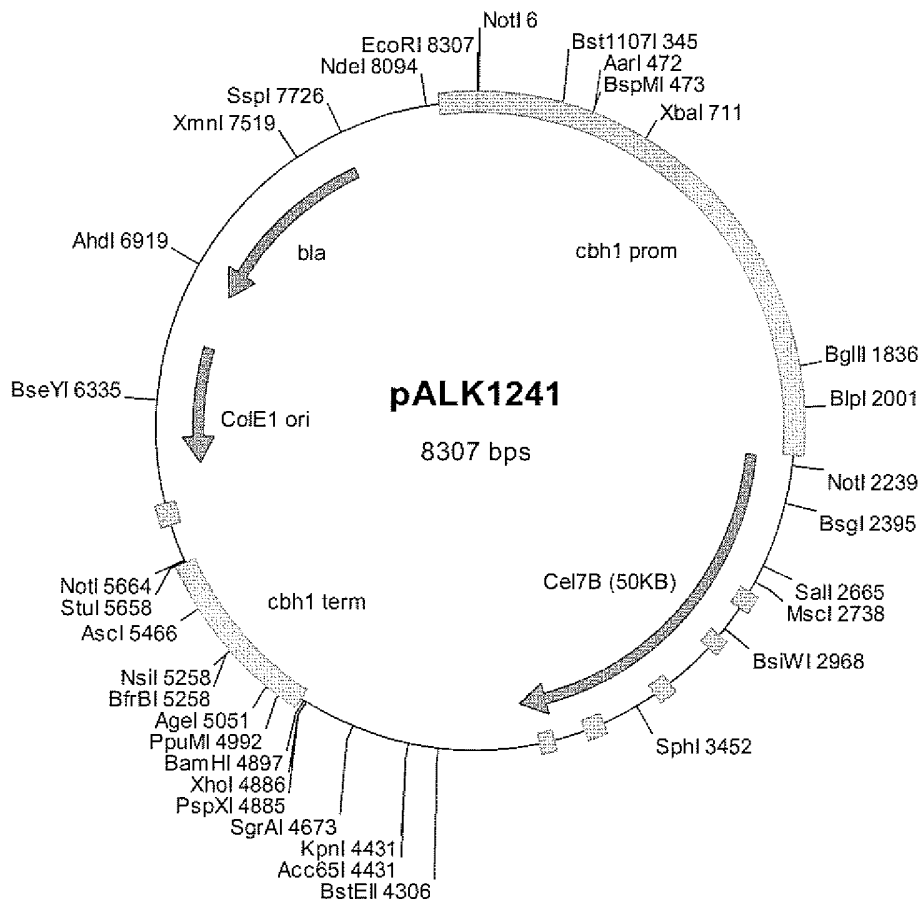 NotI 6
EcoRI 8307
Bst1107I 345
NdeI 8094
AarI 472
BspMI 473
SspI 7726
XbaI 711
XmnI 7519
AhdI 6919
bla
cbh1 prom
BglII 1836
BseYI 6335
pALK1241
BlpI 2001
ColE1 ori
8307 bps
NotI 2239
BsgI 2395
Cel7B (50KB)
NotI 5664
SalI 2665
StuI 5658
cbh1 term
MscI 2738
AscI 5466
BsiWI 2968
NsiI 5258
BfrBI 5258
AgeI 5051
PpuMI 4992
SphI 3452
BamHI 4897
XhoI 4886
PspXI 4885
SgrAI 4673
KpnI 4431
Acc65I 4431
BstEII 4306